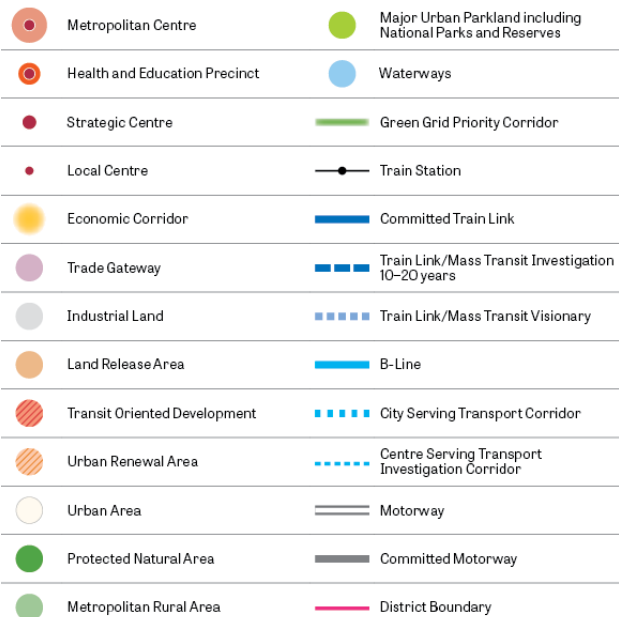 Metropolitan Centre
Health and Education Precinct
Strategic Centre
Local Centre
Economic Corridor
Trade Gateway
Industrial Land
Land Release Area
Transit Oriented Development
Urban Renewal Area
Urban Area
Protected Natural Area
Metropolitan Rural Area
Major Urban Parkland including
National Parks and Reserves
Waterways
Green Grid Priority Corridor
Train Station
Committed Train Link
Train Link/Mass Transit Investigation
10–20 years
Train Link/Mass Transit Visionary
B-Line
City Serving Transport Corridor
Centre Serving Transport
Investigation Corridor
Motorway
Committed Motorway
District Boundary